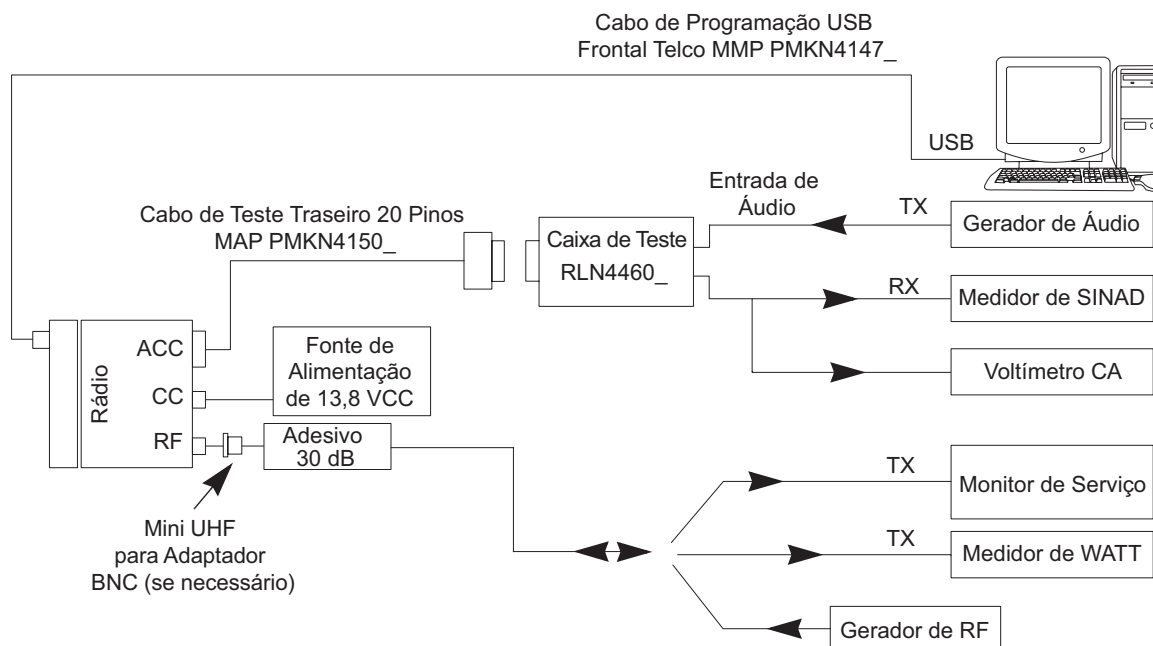 Cabo de Programação USB
Frontal Telco MMP PMKN4147_
USB
Entrada de
Áudio
TX
Gerador de Áudio
Cabo de Teste Traseiro 20 Pinos
MAP PMKN4150_
Caixa de Teste
RLN4460_
RX
Medidor de SINAD
Voltímetro CA
Rádio
ACC
CC
RF
Fonte de
Alimentação
de 13,8 VCC
Adesivo
30 dB
Mini UHF
para Adaptador
BNC (se necessário)
TX
Monitor de Serviço
TX
Medidor de WATT
Gerador de RF